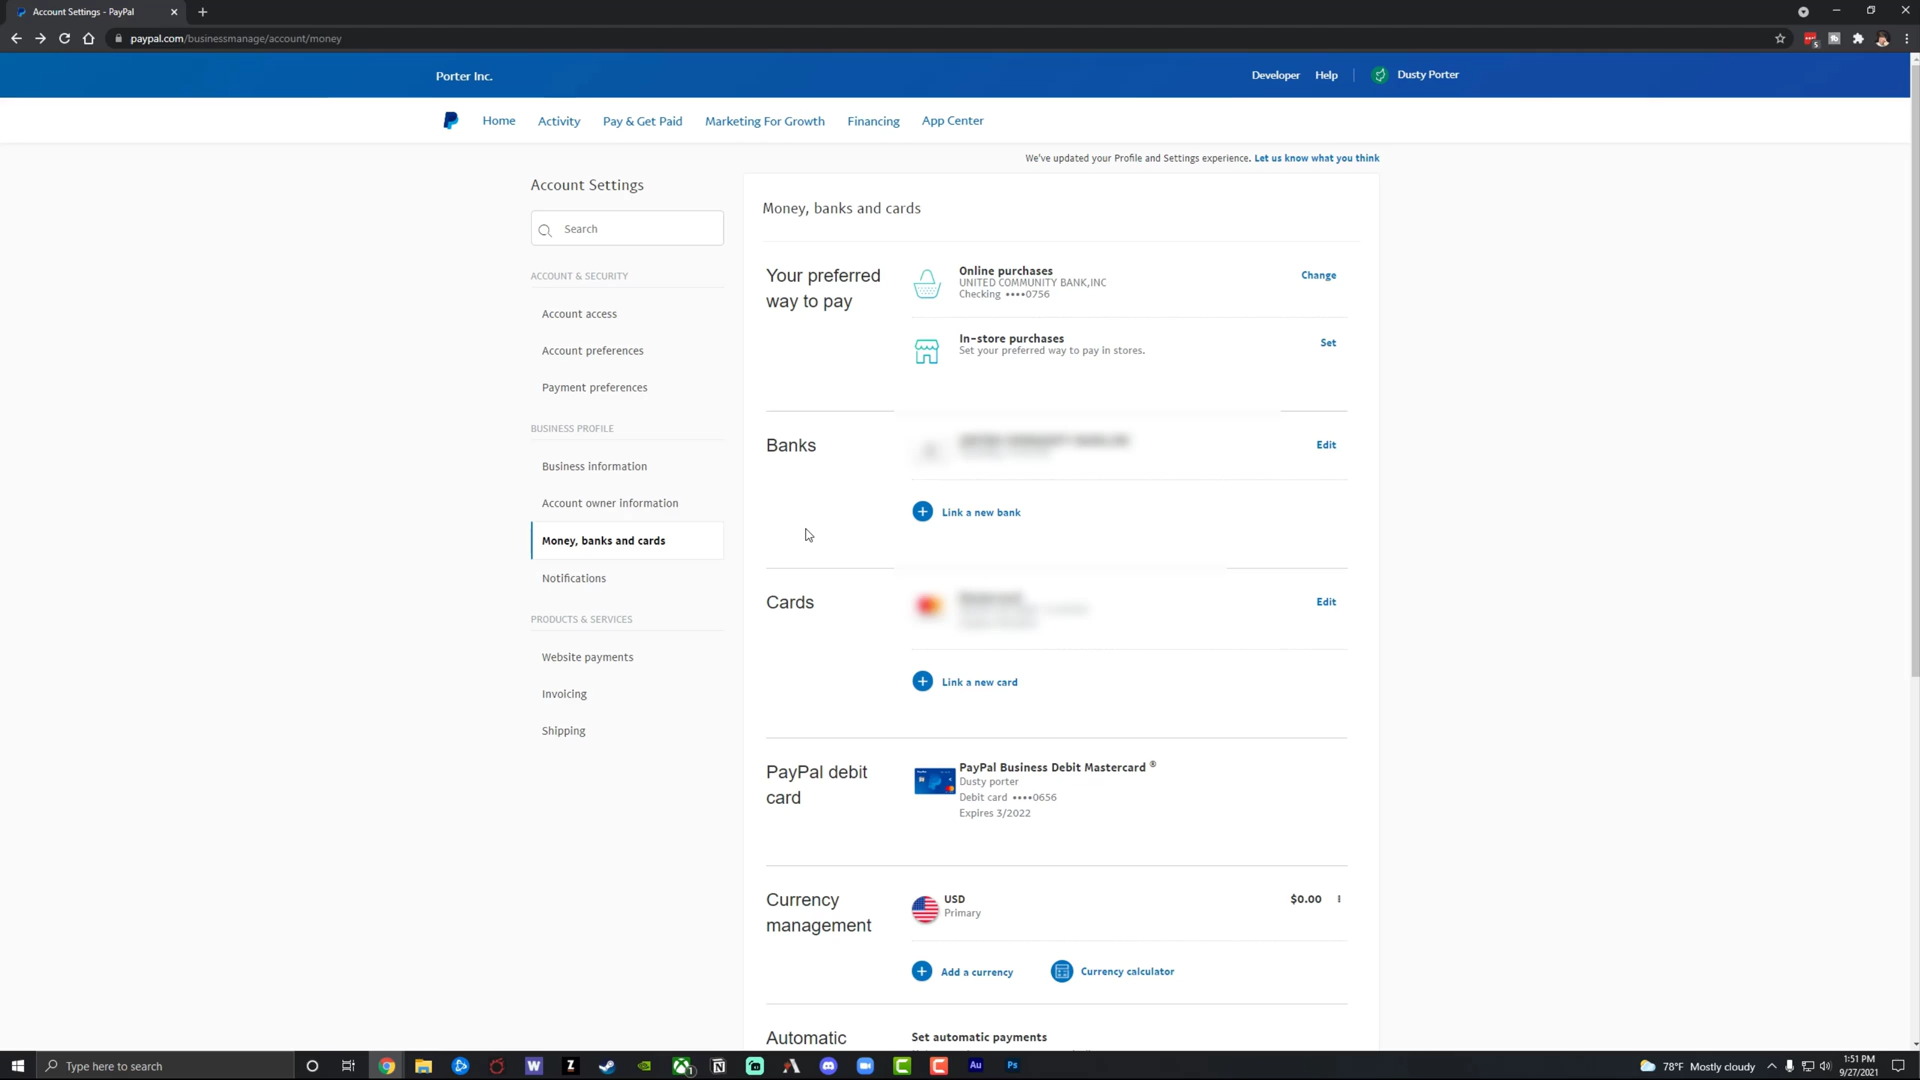 Account Settings - PayPal
paypal.com/businessmanage/account/money
5
Porter Inc.
Developer
Help
Dusty Porter
Home
Activity
Pay & Get Paid
Marketing For Growth
Financing
App Center
We've updated your Profile and Settings experience. Let us know what you think
Account Settings
Search
ACCOUNT & SECURITY
Account access
Account preferences
Payment preferences
BUSINESS PROFILE
Business information
Account owner information
Money, banks and cards
Notifications
PRODUCTS & SERVICES
Website payments
Invoicing
Shipping
Money, banks and cards
Your preferred
way to pay
Online purchases
UNITED COMMUNITY BANK,INC
Checking ••••0756
Change
In-store purchases
Set your preferred way to pay in stores.
Set
Banks
Edit
Link a new bank
Cards
Edit
Link a new card
PayPal debit
card
PayPal Business Debit Mastercard ®
Dusty porter
Debit card ••••0656
Expires 3/2022
Currency
management
USD
Primary
$0.00
Add a currency
Currency calculator
Automatic
Set automatic payments
Type here to search
78°F Mostly cloudy
1:51 PM
9/27/2021